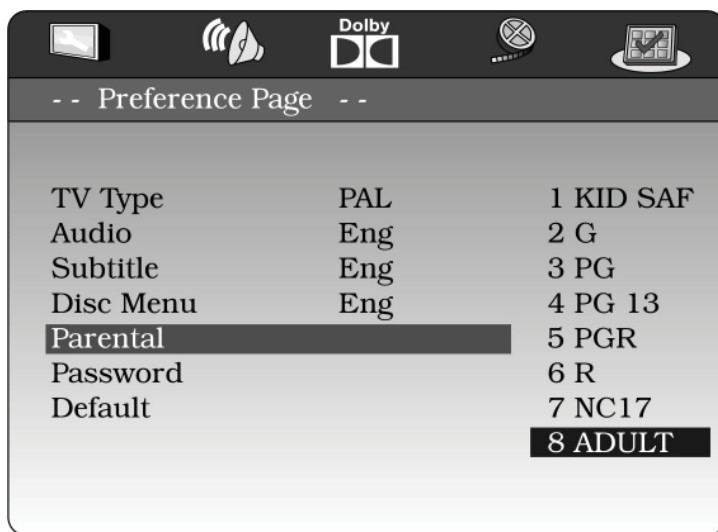 Dolby
- - Preference Page - -
TV Type PAL 1 KID SAF
Audio Eng 2 G
Subtitle Eng 3 PG
Disc Menu Eng 4 PG 13
Parental 5 PGR
Password 6 R
Default 7 NC17
8 ADULT